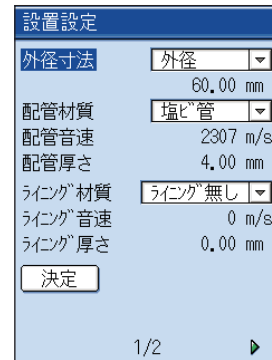 設置設定
外径寸法 外径
60.00 mm
配管材質 塩ビ管
配管音速 2307 m/s
配管厚さ 4.00 mm
ライニング材質 ライニング無し
ライニング音速 0 m/s
ライニング厚さ 0.00 mm
決定
1/2